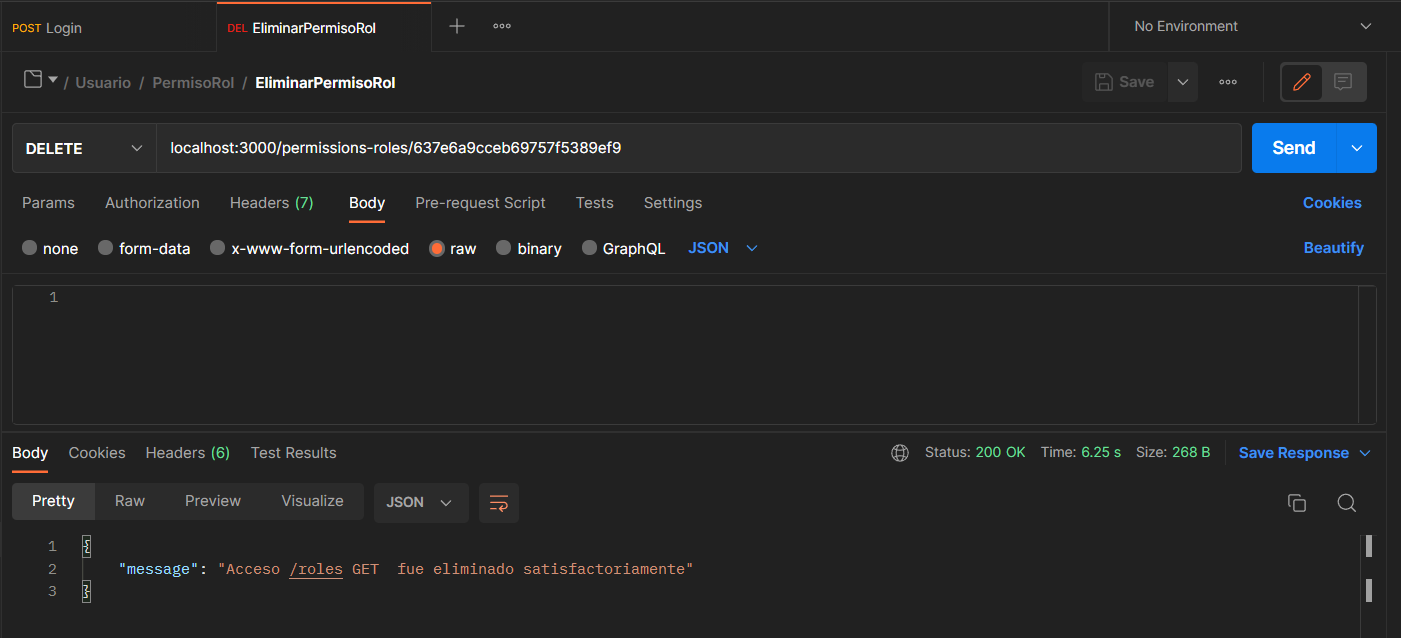 POST Login DEL EliminarPermisoRol No Environment
/ Usuario / PermisoRol / EliminarPermisoRol Save
DELETE localhost:3000/permissions-roles/637e6a9cceb69757f5389ef9 Send
Params Authorization Headers (7) Body Pre-request Script Tests Settings Cookies
none form-data x-www-form-urlencoded raw binary GraphQL JSON Beautify
1
Body Cookies Headers (6) Test Results Status: 200 OK Time: 6.25 s Size: 268 B Save Response
Pretty Raw Preview Visualize JSON
1 {
2 "message": "Acceso /roles GET  fue eliminado satisfactoriamente"
3 }